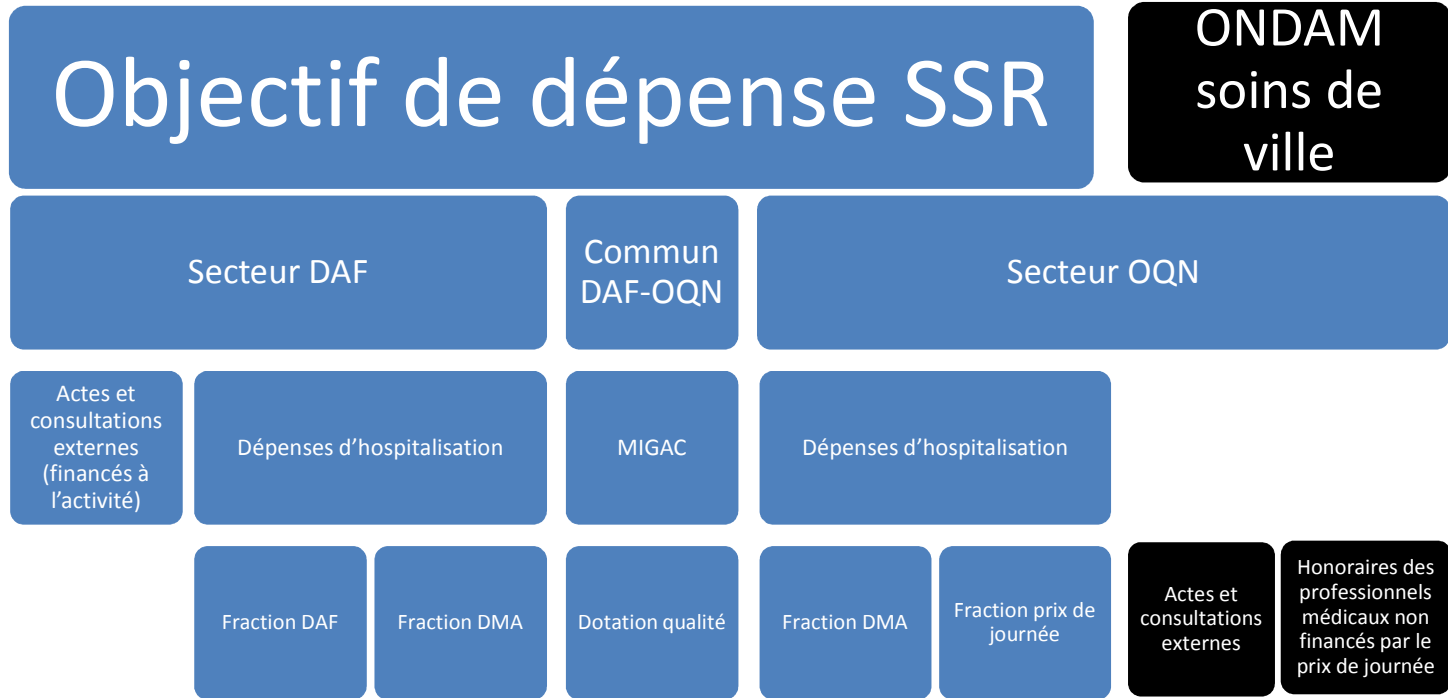 Objectif de dépense SSR
ONDAM
soins de
ville
Secteur DAF
Commun
DAF-OQN
Secteur OQN
Actes et
consultations
externes
(financés à
l’activité)
Dépenses d’hospitalisation
MIGAC
Dépenses d’hospitalisation
Fraction DAF
Fraction DMA
Dotation qualité
Fraction DMA
Fraction prix de
journée
Actes et
consultations
externes
Honoraires des
professionnels
médicaux non
financés par le
prix de journée